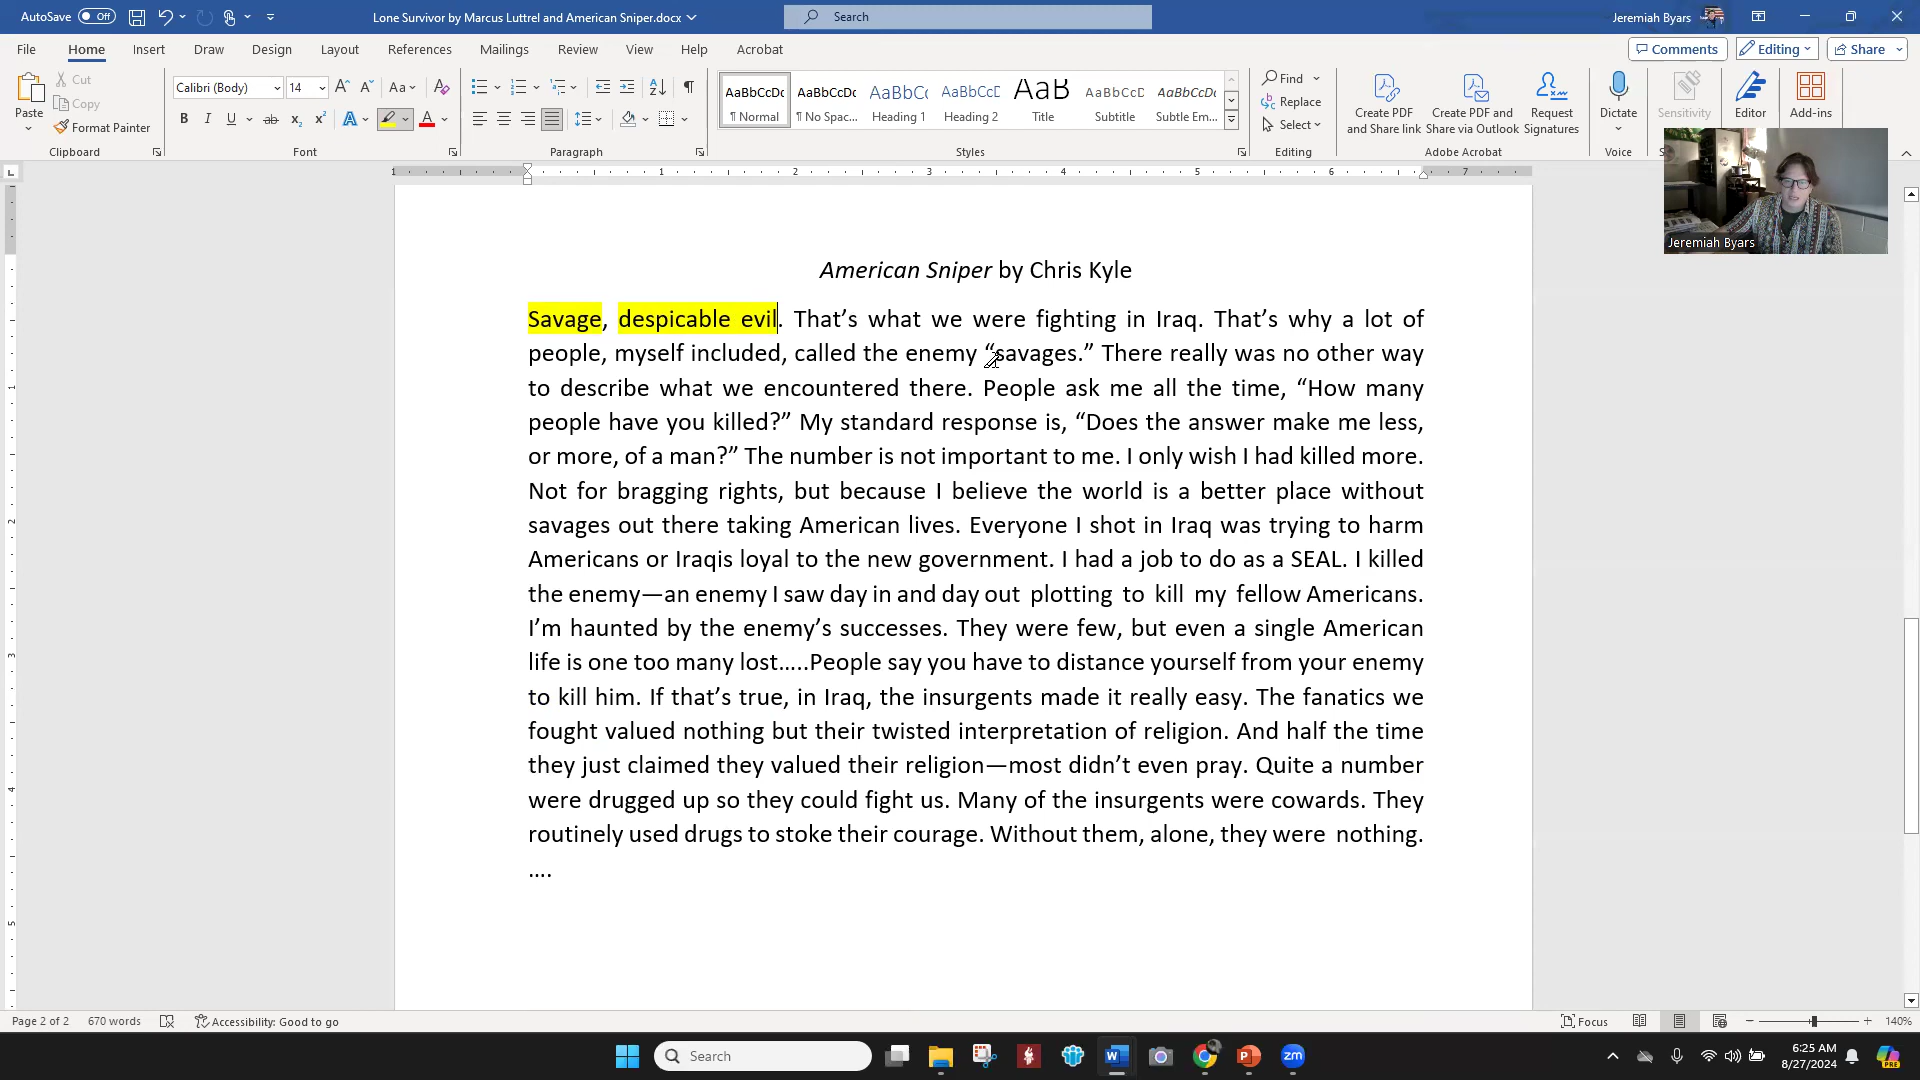 AutoSave Off Lone Survivor by Marcus Luttrel and American Sniper.docx Search Jeremiah Byars
File Home Insert Draw Design Layout References Mailings Review View Help Acrobat Comments Editing Share
Paste Cut Copy Format Painter
Calibri (Body) 14
AaBbCcDc AaBbCcDc AaBbCc AaBbCcD AaB AaBbCcD AaBbCcDc
¶ Normal ¶ No Spac... Heading 1 Heading 2 Title Subtitle Subtle Em...
Find Replace Select
Create PDF and Share link Create PDF and Share via Outlook Request Signatures Dictate Sensitivity Editor Add-ins
Clipboard Font Paragraph Styles Editing Adobe Acrobat Voice
1 1 2 3 4 5 6 7
Jeremiah Byars
American Sniper by Chris Kyle
Savage, despicable evil. That’s what we were fighting in Iraq. That’s why a lot of
people, myself included, called the enemy “savages.” There really was no other way
to describe what we encountered there. People ask me all the time, “How many
people have you killed?” My standard response is, “Does the answer make me less,
or more, of a man?” The number is not important to me. I only wish I had killed more.
Not for bragging rights, but because I believe the world is a better place without
savages out there taking American lives. Everyone I shot in Iraq was trying to harm
Americans or Iraqis loyal to the new government. I had a job to do as a SEAL. I killed
the enemy—an enemy I saw day in and day out plotting to kill my fellow Americans.
I’m haunted by the enemy’s successes. They were few, but even a single American
life is one too many lost…..People say you have to distance yourself from your enemy
to kill him. If that’s true, in Iraq, the insurgents made it really easy. The fanatics we
fought valued nothing but their twisted interpretation of religion. And half the time
they just claimed they valued their religion—most didn’t even pray. Quite a number
were drugged up so they could fight us. Many of the insurgents were cowards. They
routinely used drugs to stoke their courage. Without them, alone, they were nothing.
….
Page 2 of 2 670 words Accessibility: Good to go Focus 140%
Search 6:25 AM
8/27/2024